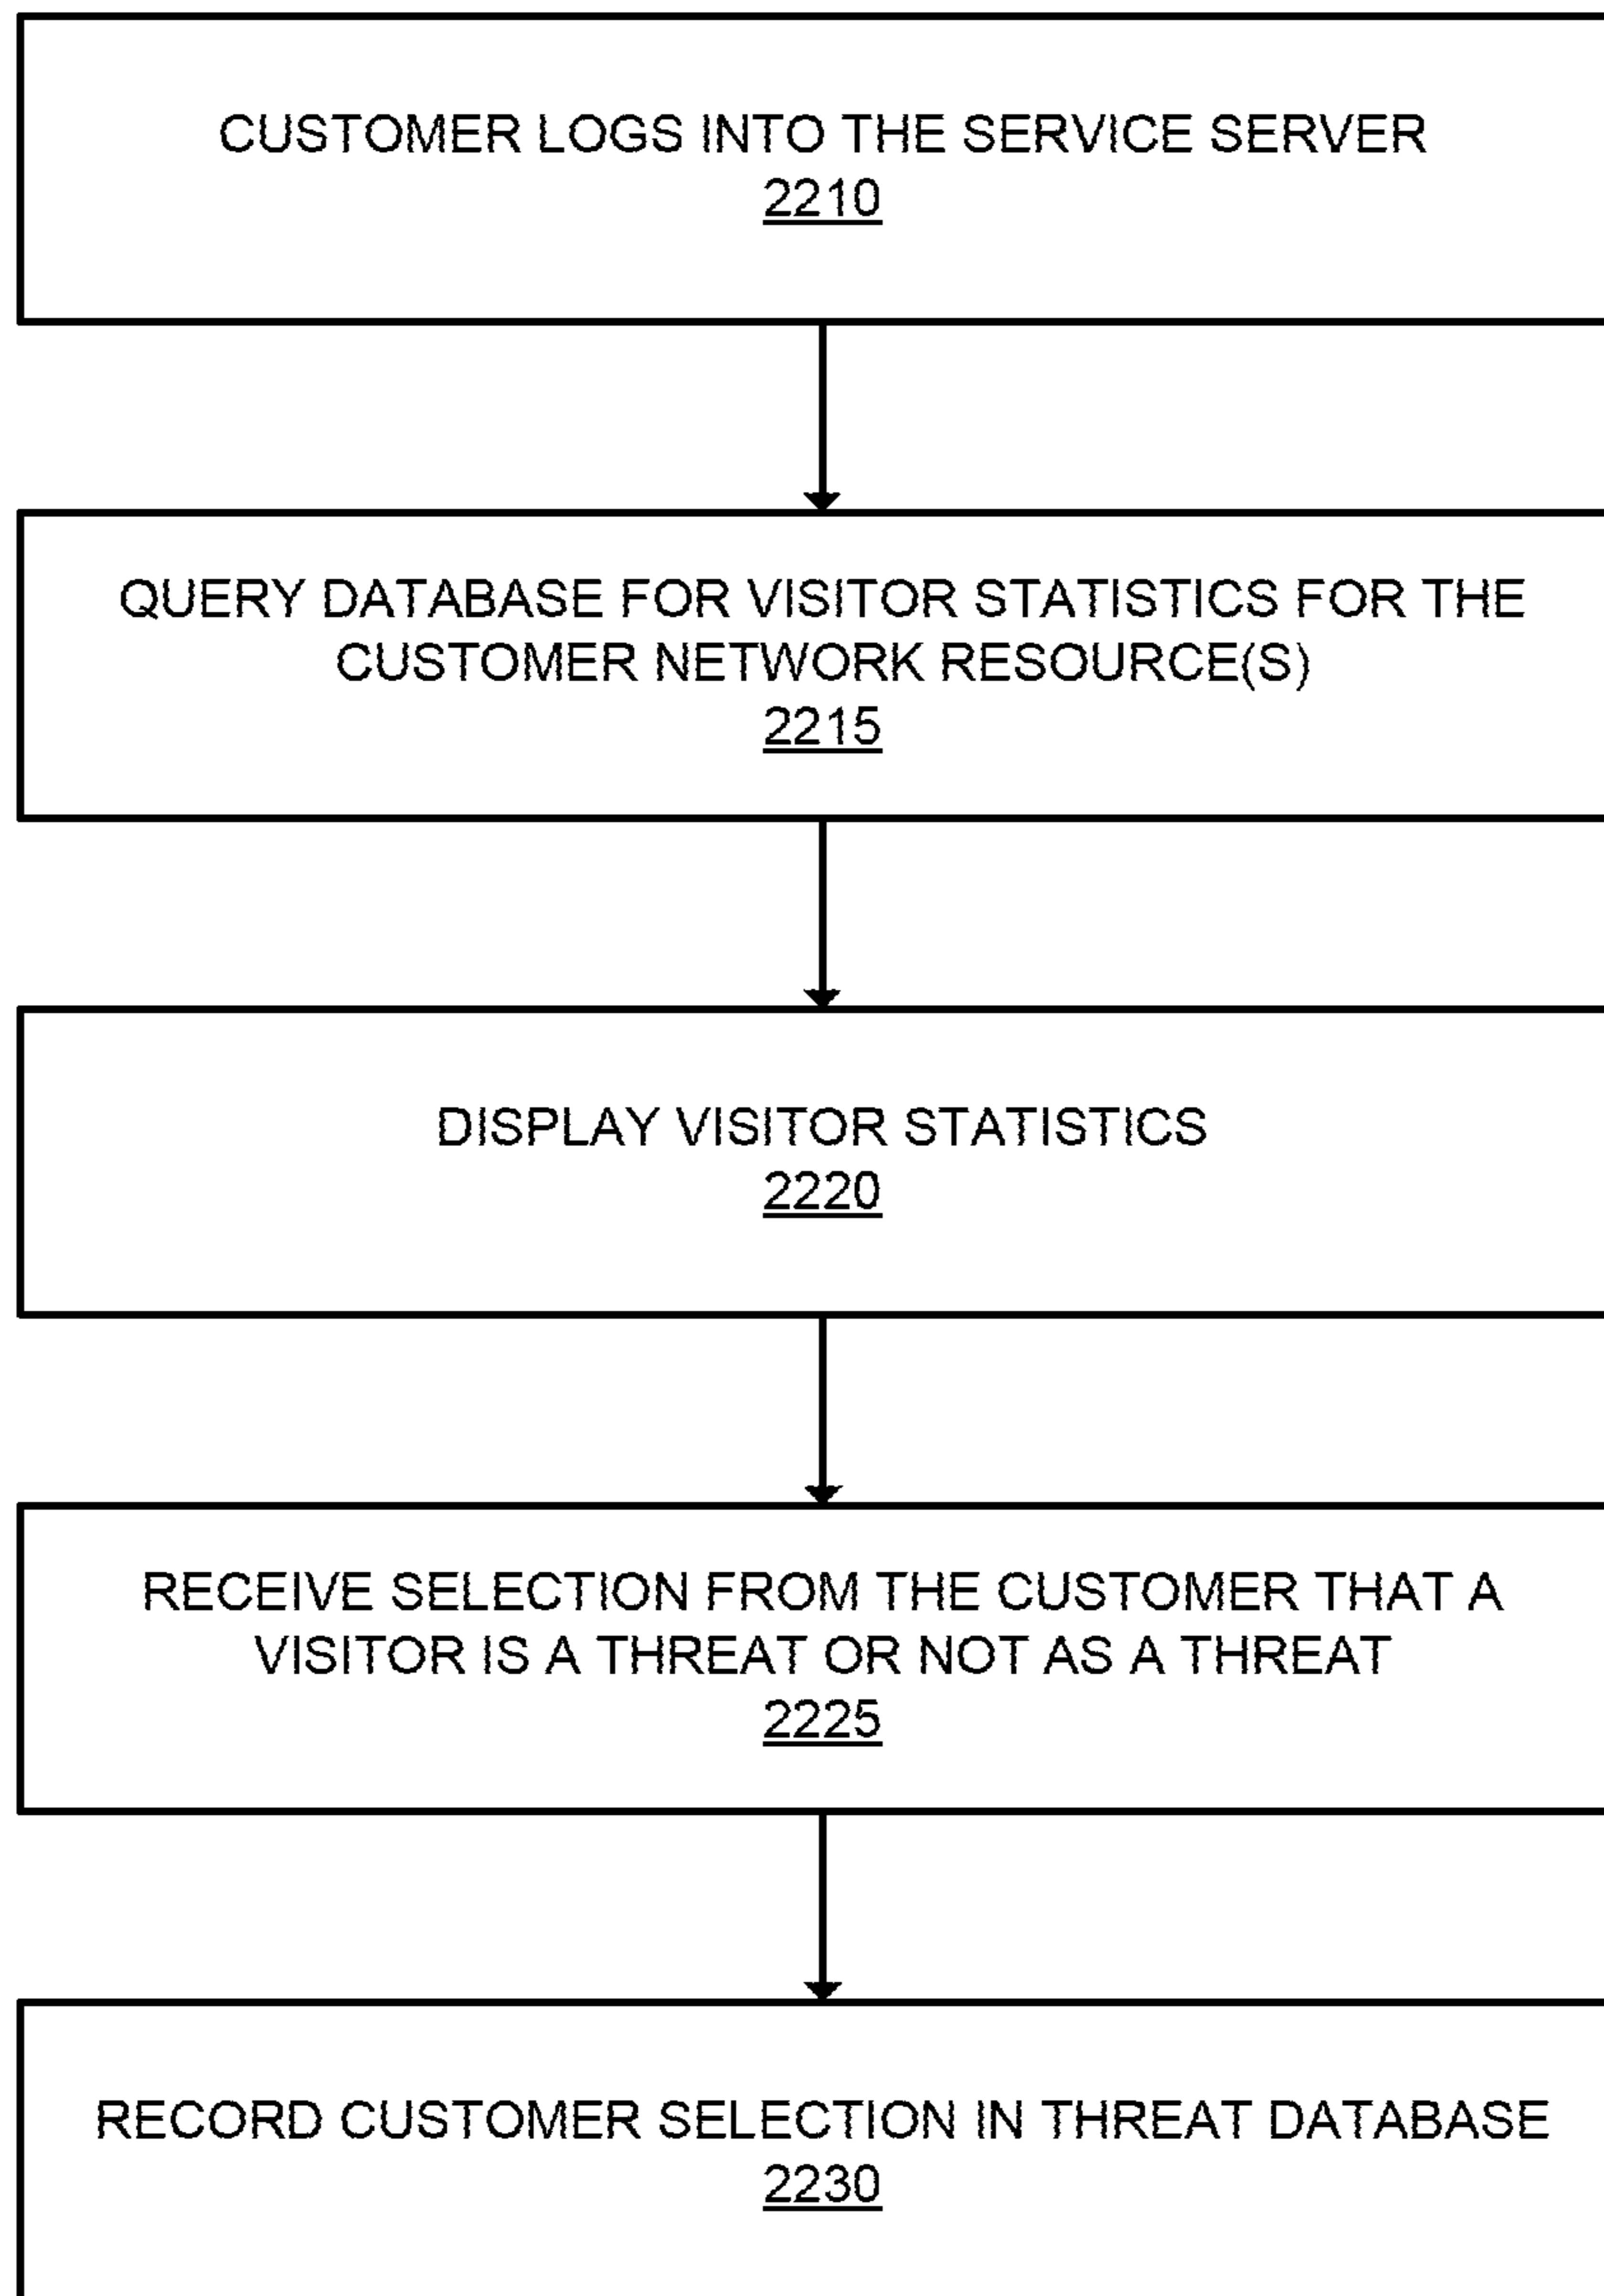 CUSTOMER LOGS INTO THE SERVICE SERVER
2210
QUERY DATABASE FOR VISITOR STATISTICS FOR THE
CUSTOMER NETWORK RESOURCE(S)
2215
DISPLAY VISITOR STATISTICS
2220
RECEIVE SELECTION FROM THE CUSTOMER THAT A
VISITOR IS A THREAT OR NOT AS A THREAT
2225
RECORD CUSTOMER SELECTION IN THREAT DATABASE
2230